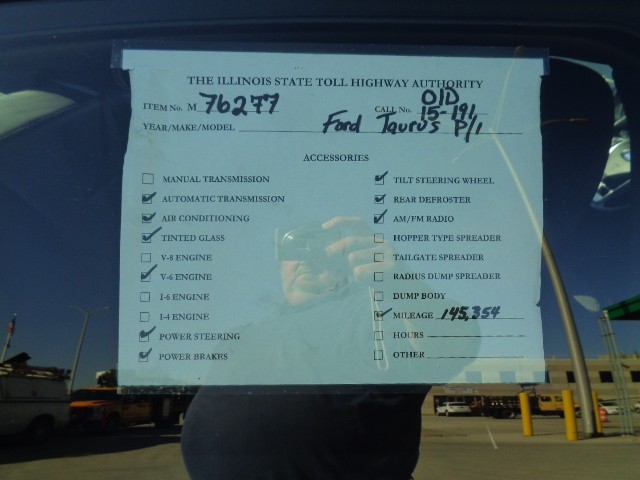 THE ILLINOIS STATE TOLL HIGHWAY AUTHORITY
ITEM No. M 76277
CALL No. OID 15-191
YEAR/MAKE/MODEL Ford Taurus P/I
ACCESSORIES
MANUAL TRANSMISSION
AUTOMATIC TRANSMISSION
AIR CONDITIONING
TINTED GLASS
V-8 ENGINE
V-6 ENGINE
I-6 ENGINE
I-4 ENGINE
POWER STEERING
POWER BRAKES
TILT STEERING WHEEL
REAR DEFROSTER
AM/FM RADIO
HOPPER TYPE SPREADER
TAILGATE SPREADER
RADIUS DUMP SPREADER
DUMP BODY
MILEAGE 145,354
HOURS
OTHER